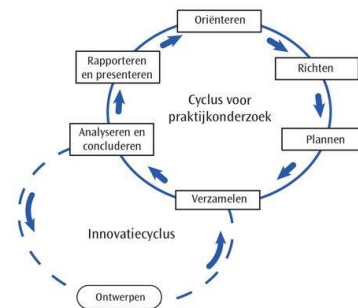 Oriënteren
Rapporteren
en presenteren
Richten
Cyclus voor
praktijkonderzoek
Analyseren en
concluderen
Plannen
Verzamelen
Innovatiecyclus
Ontwerpen